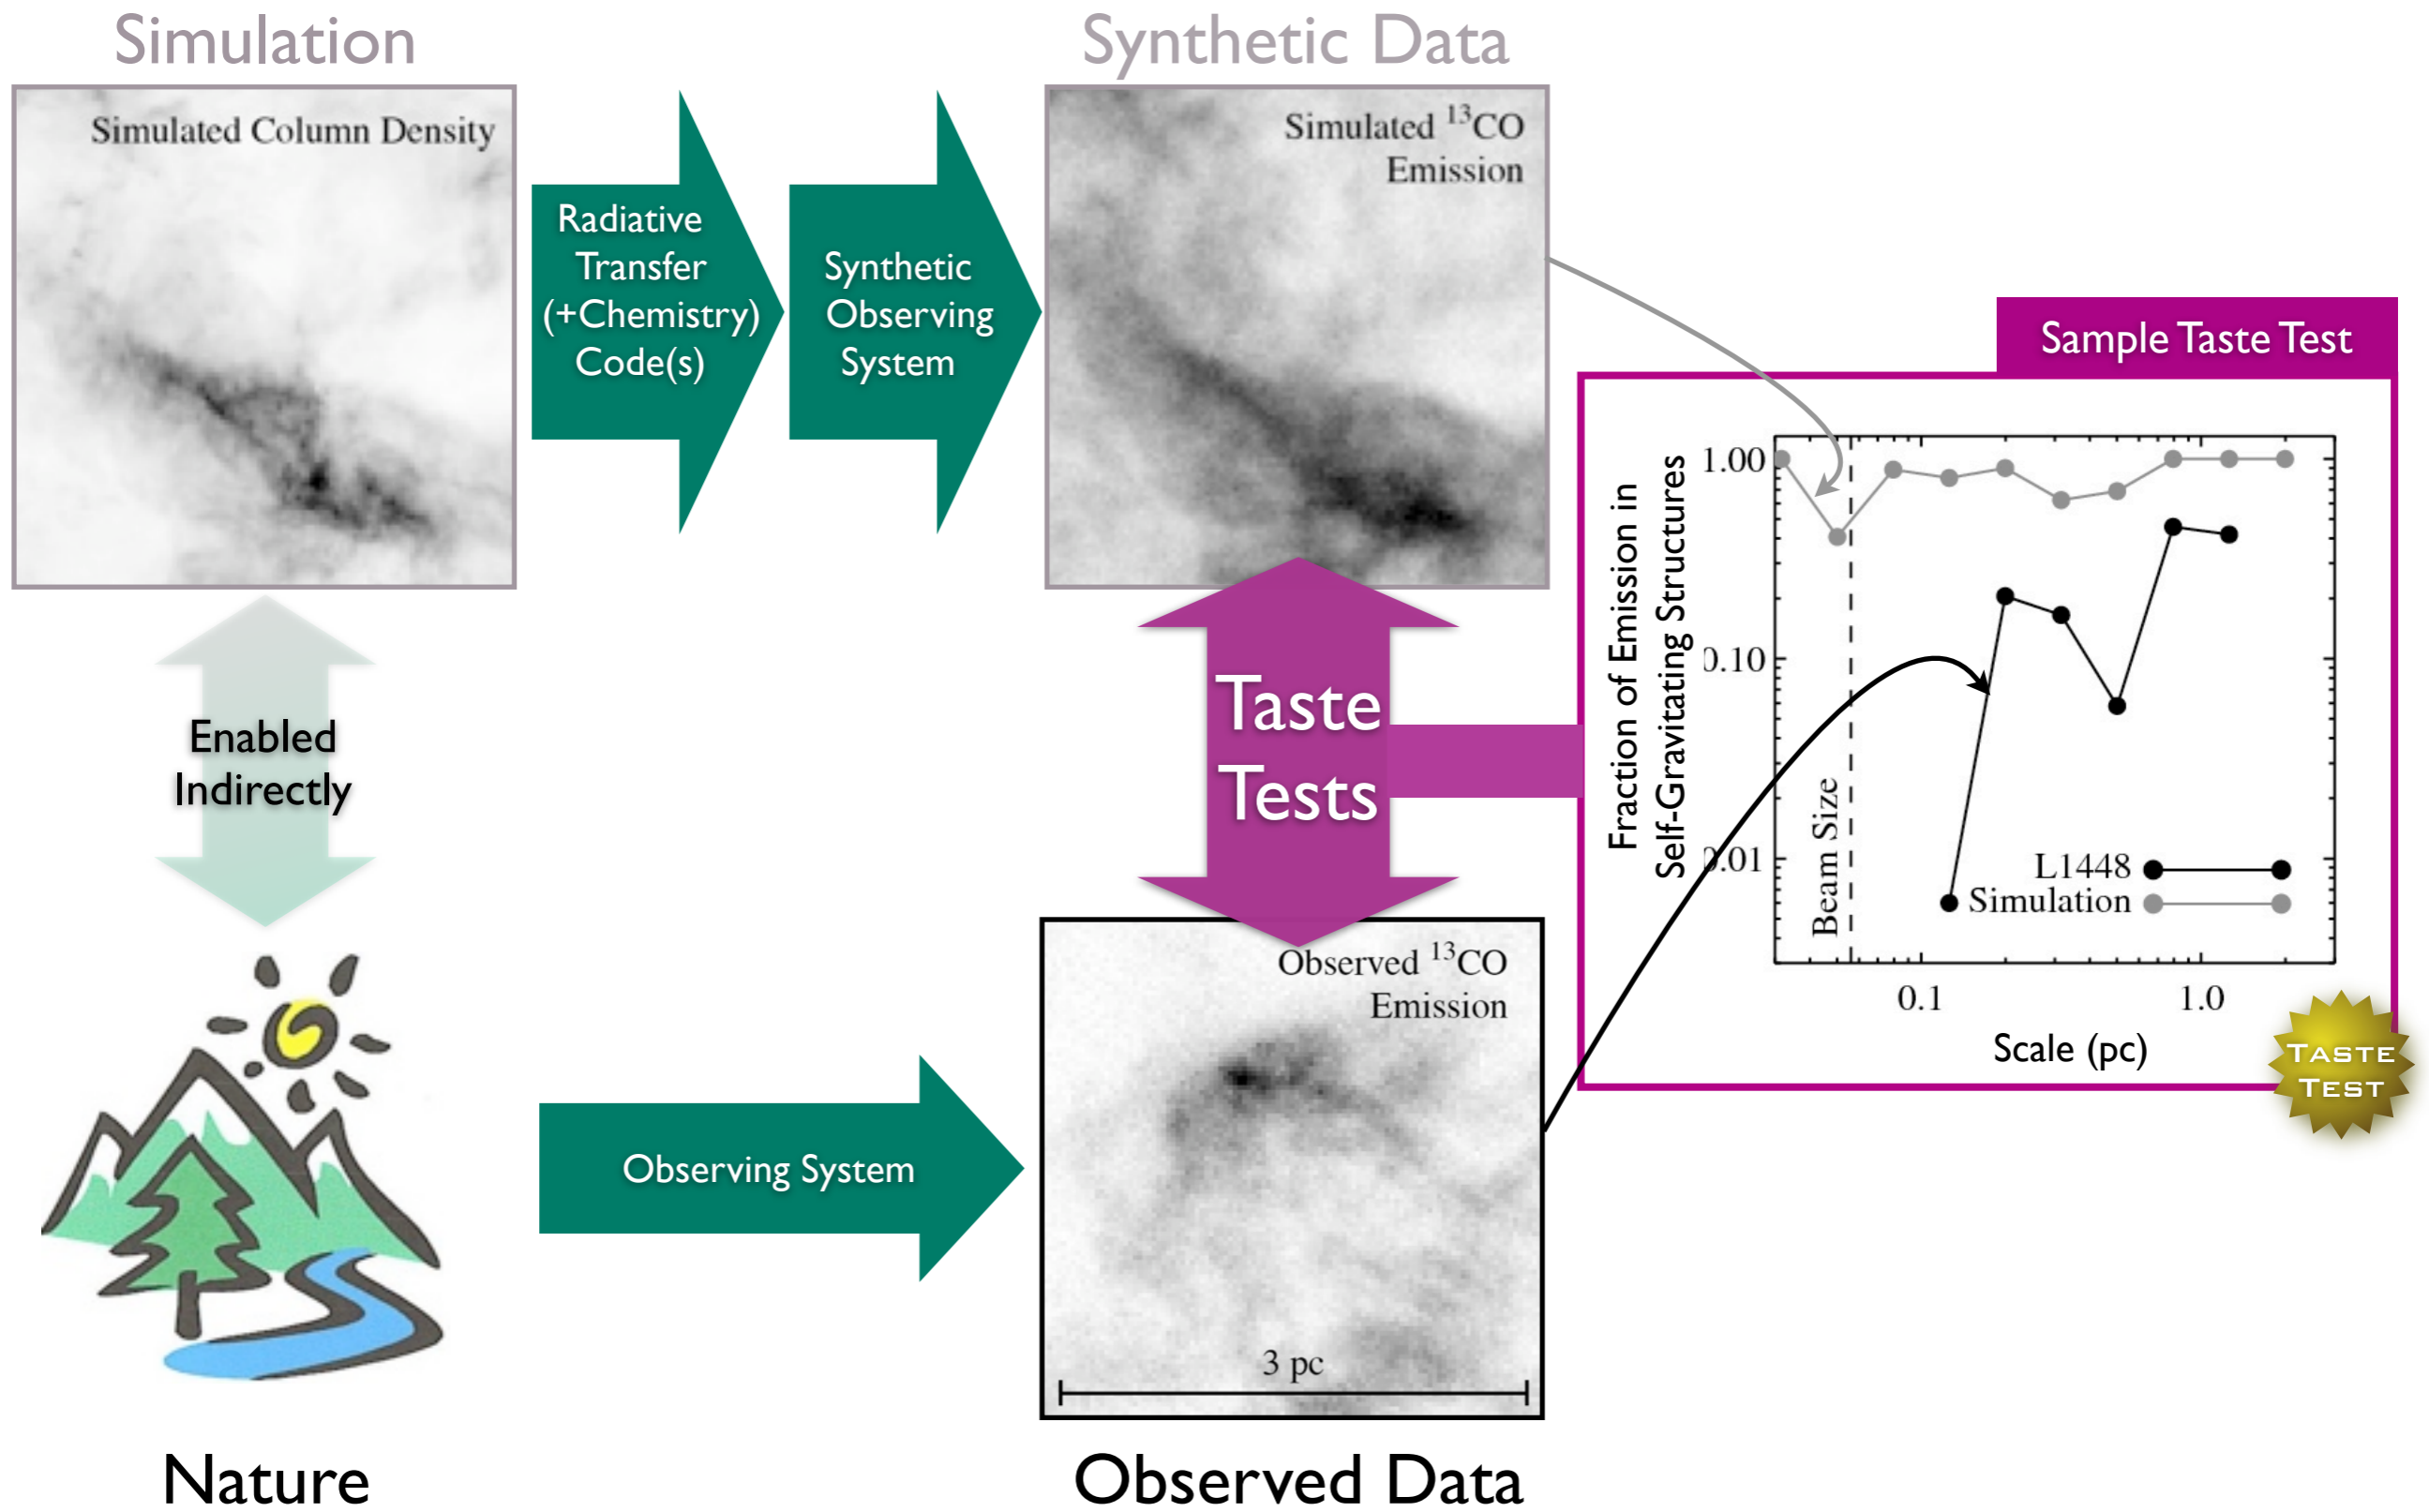 Simulation
Synthetic Data
Simulated Column Density
Radiative
Transfer
(+Chemistry)
Code(s)
Synthetic
Observing
System
Simulated ¹³CO
Emission
Sample Taste Test
Fraction of Emission in
Self-Gravitating Structures
1.00
0.10
0.01
Beam Size
L1448
Simulation
0.1
1.0
Scale (pc)
TASTE
TEST
Enabled
Indirectly
Taste
Tests
Observing System
Observed ¹³CO
Emission
3 pc
Nature
Observed Data